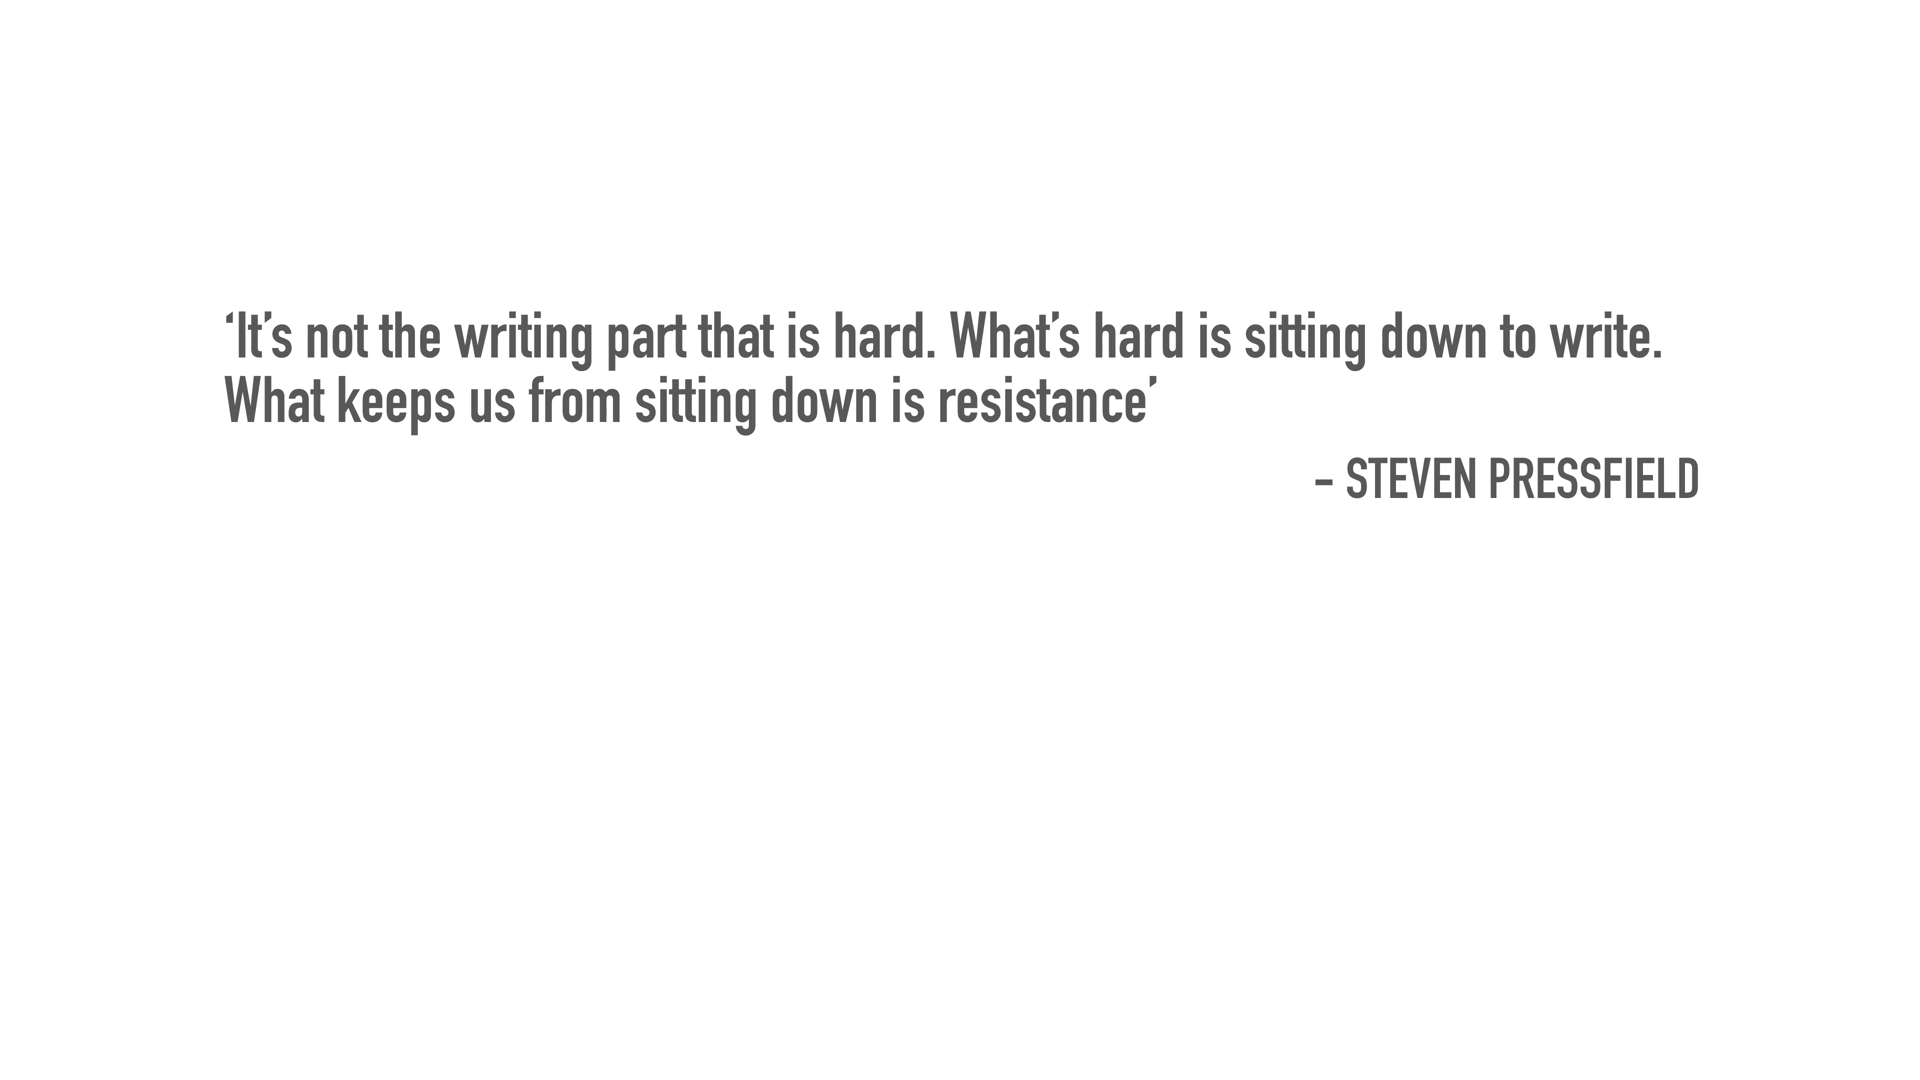 ‘It’s not the writing part that is hard. What’s hard is sitting down to write.
What keeps us from sitting down is resistance’
- STEVEN PRESSFIELD